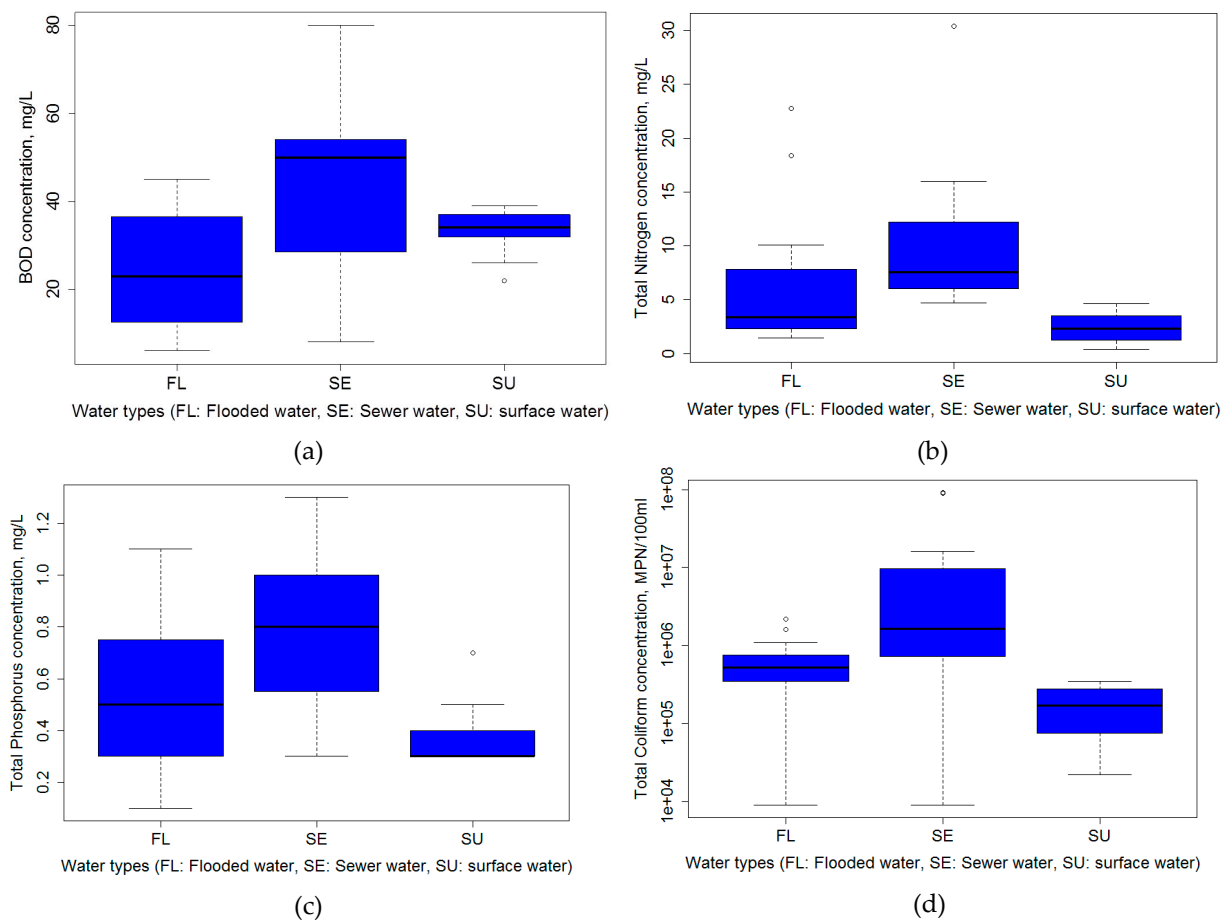 BOD concentration, mg/L
80
60
40
20
FL SE SU
Water types (FL: Flooded water, SE: Sewer water, SU: surface water)
(a)
Total Nitrogen concentration, mg/L
30
25
20
15
10
5
0
FL SE SU
Water types (FL: Flooded water, SE: Sewer water, SU: surface water)
(b)
Total Phosphorus concentration, mg/L
1.2
1.0
0.8
0.6
0.4
0.2
FL SE SU
Water types (FL: Flooded water, SE: Sewer water, SU: surface water)
(c)
Total Coliform concentration, MPN/100ml
1e+08
1e+07
1e+06
1e+05
1e+04
FL SE SU
Water types (FL: Flooded water, SE: Sewer water, SU: surface water)
(d)